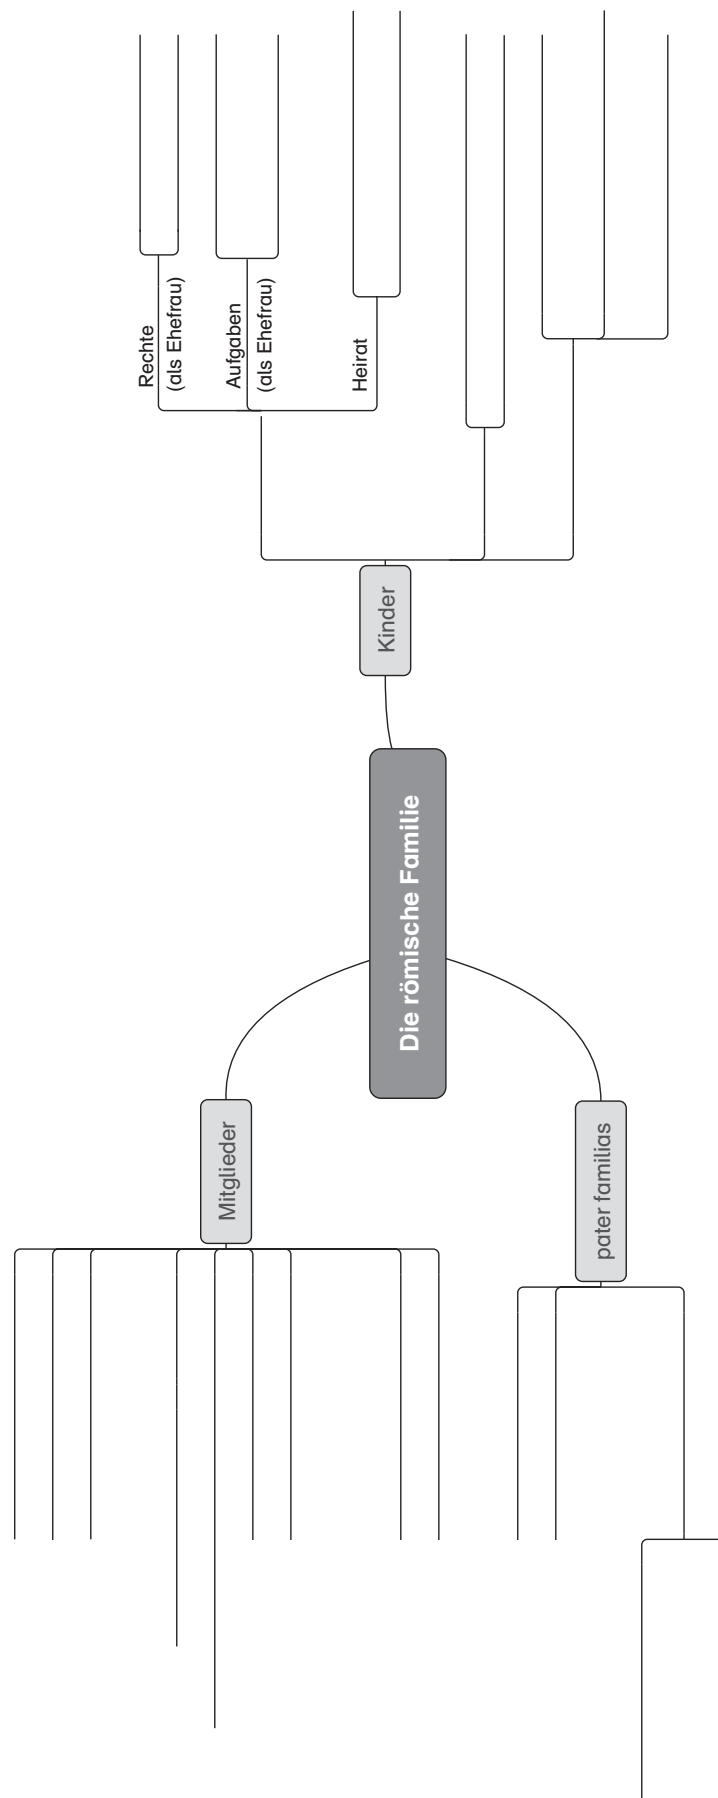 Rechte
(als Ehefrau)
Aufgaben
(als Ehefrau)
Heirat
Kinder
Die römische Familie
Mitglieder
pater familias